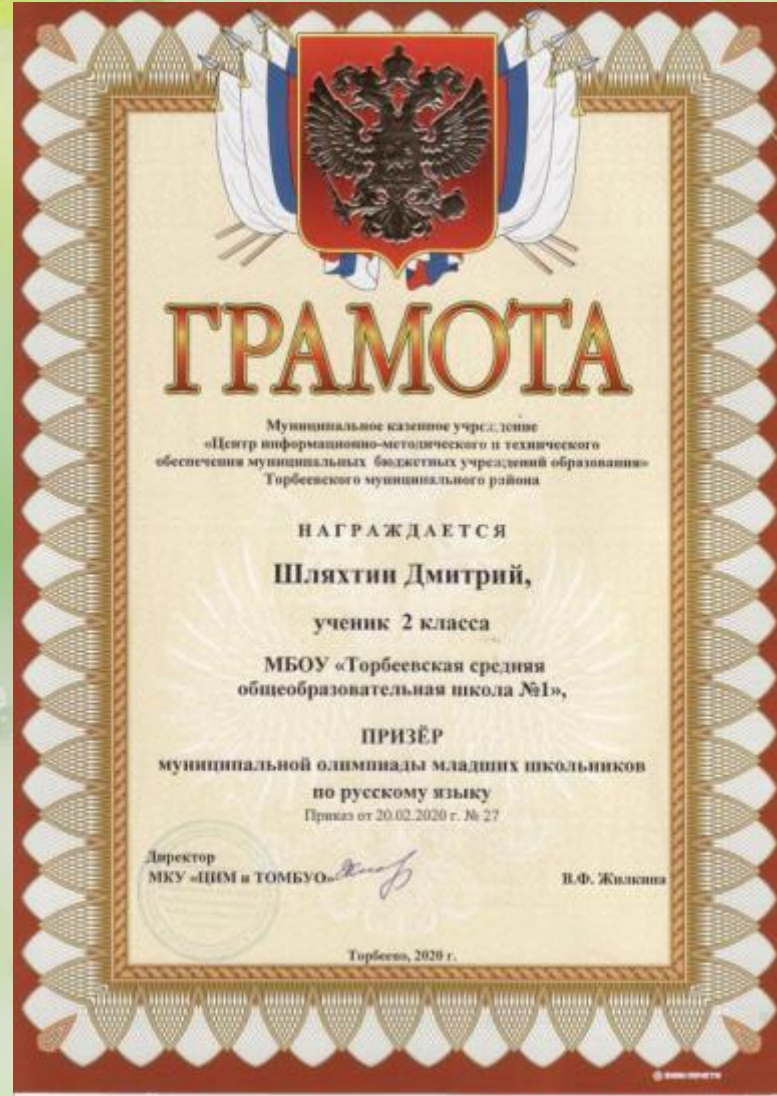 ГРАМОТА
Муниципальное казенное учреждение
«Центр информационно-методического и технического
обеспечения муниципальных бюджетных учреждений образования»
Торбеевского муниципального района
НАГРАЖДАЕТСЯ
Шляхтин Дмитрий,
ученик 2 класса
МБОУ «Торбеевская средняя
общеобразовательная школа №1»,
ПРИЗЁР
муниципальной олимпиады младших школьников
по русскому языку
Приказ от 20.02.2020 г. № 27
Директор
МКУ «ЦИМ и ТОМБУО»
В.Ф. Жилкина
Торбеево, 2020 г.